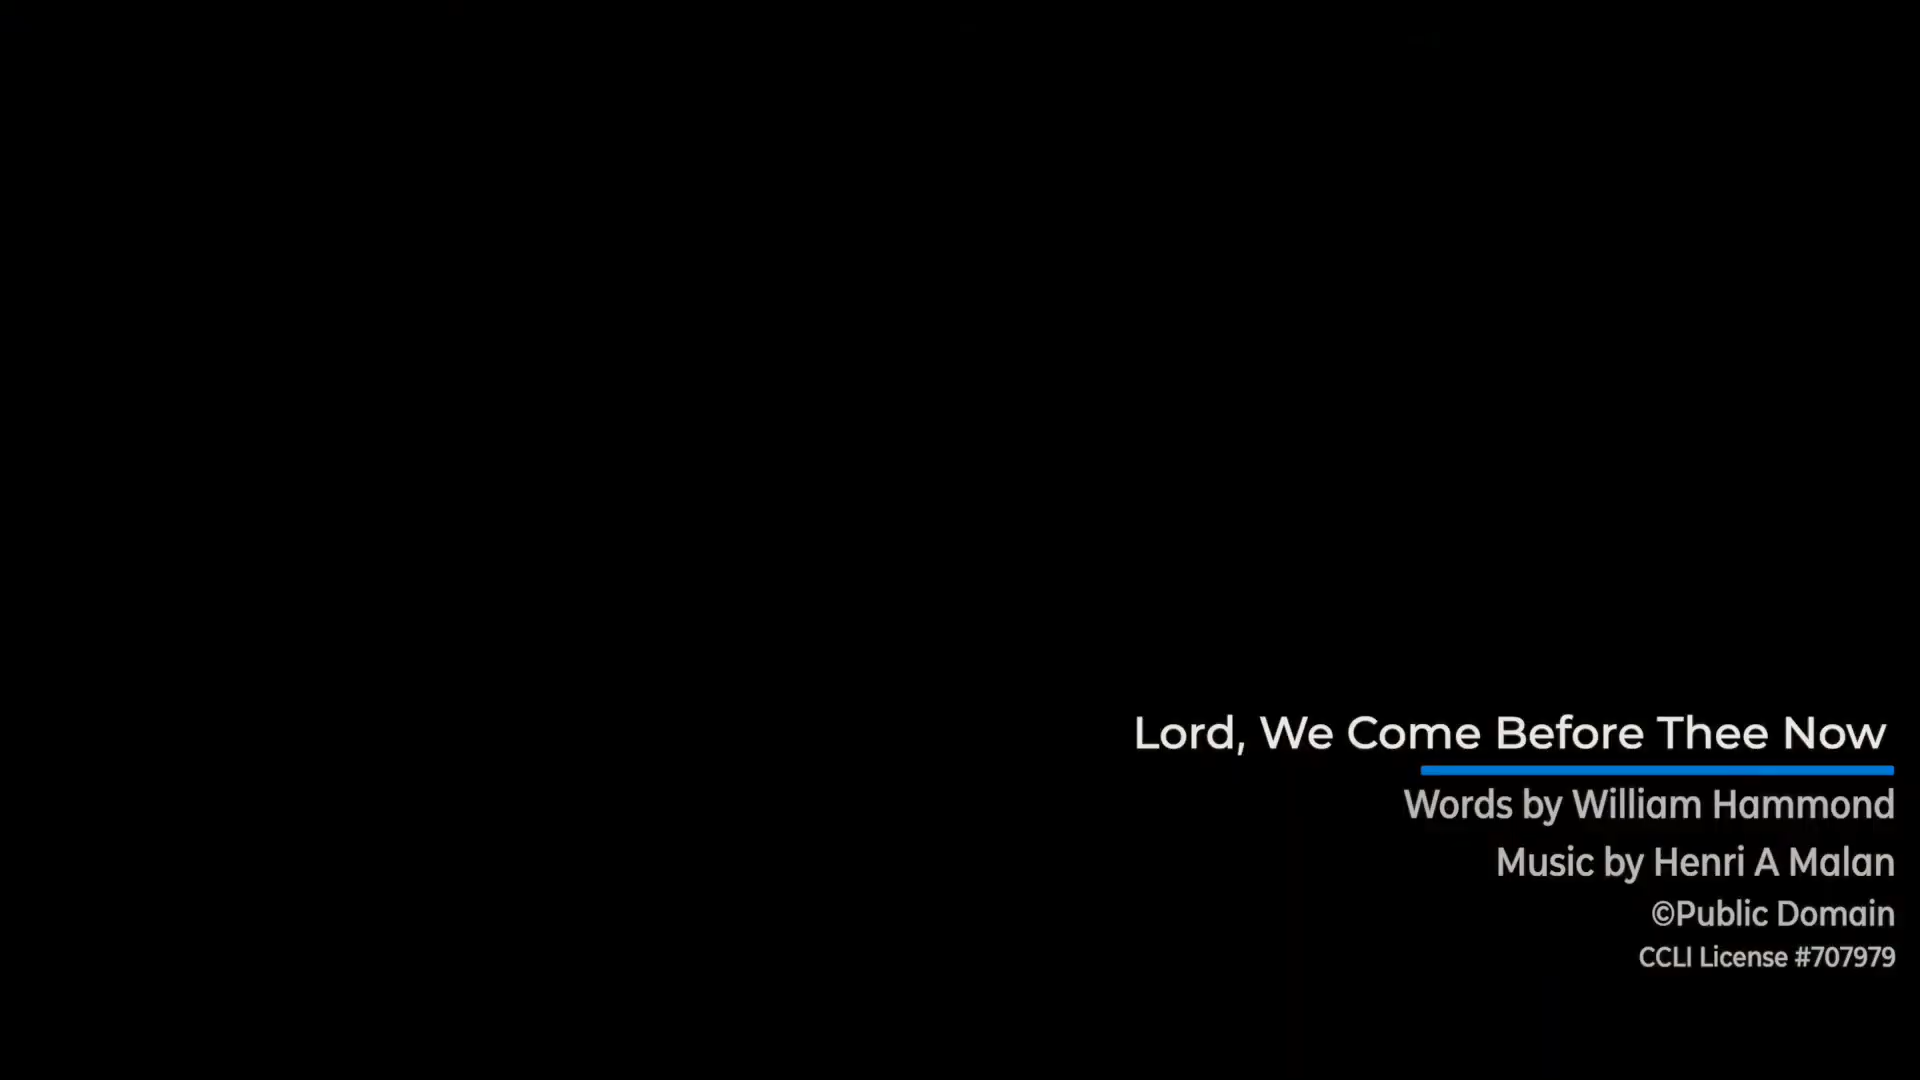 Lord, We Come Before Thee Now
Words by William Hammond
Music by Henri A Malan
©Public Domain
CCLI License #707979